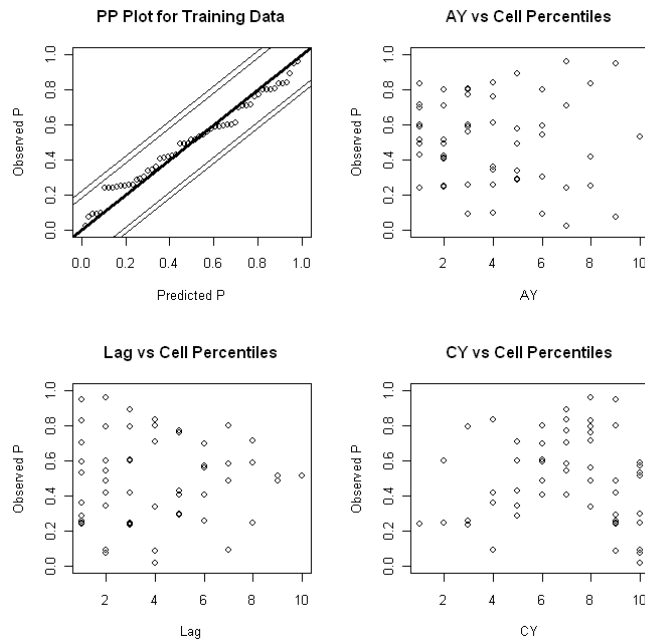 PP Plot for Training Data
Observed P
0.0 0.2 0.4 0.6 0.8 1.0
0.0 0.2 0.4 0.6 0.8 1.0
Predicted P
AY vs Cell Percentiles
Observed P
0.0 0.2 0.4 0.6 0.8 1.0
2 4 6 8 10
AY
Lag vs Cell Percentiles
Observed P
0.0 0.2 0.4 0.6 0.8 1.0
2 4 6 8 10
Lag
CY vs Cell Percentiles
Observed P
0.0 0.2 0.4 0.6 0.8 1.0
2 4 6 8 10
CY